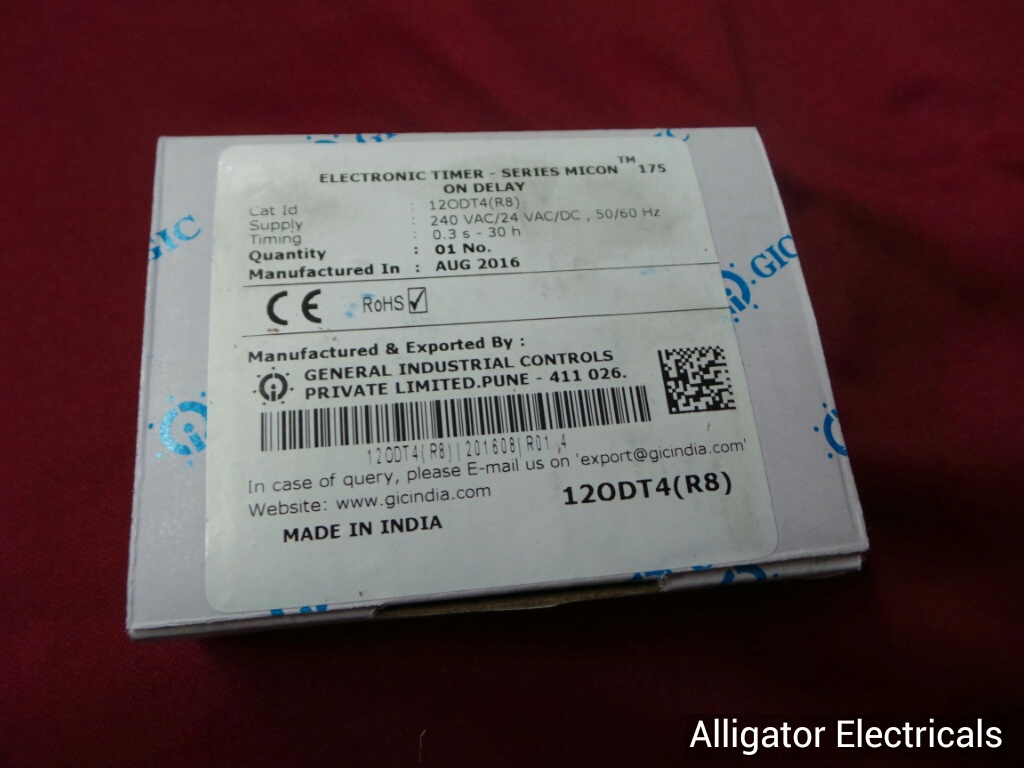 ELECTRONIC TIMER - SERIES MICON™ 175
ON DELAY
Cat Id : 12ODT4(R8)
Supply : 240 VAC/24 VAC/DC , 50/60 Hz
Timing : 0.3 s - 30 h
Quantity : 01 No.
Manufactured In : AUG 2016
CE RoHS ☑
Manufactured & Exported By :
GENERAL INDUSTRIAL CONTROLS
PRIVATE LIMITED.PUNE - 411 026.
12ODT4(R8)|201608|R01.4
In case of query, please E-mail us on 'export@gicindia.com'
Website: www.gicindia.com
12ODT4(R8)
MADE IN INDIA
GIC
GIC
Alligator Electricals